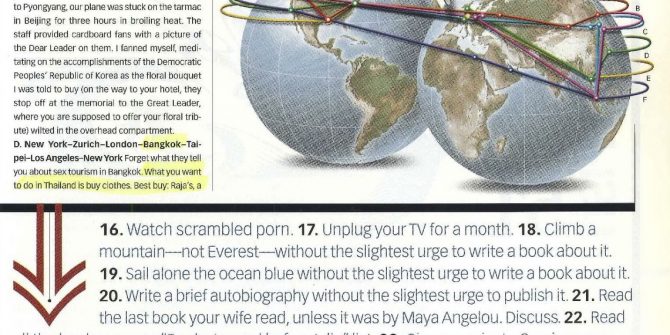 to Pyongyang, our plane was stuck on the tarmac
in Beijing for three hours in broiling heat. The
staff provided cardboard fans with a picture of
the Dear Leader on them. I fanned myself, medi-
tating on the accomplishments of the Democratic
Peoples' Republic of Korea as the floral bouquet
I was told to buy (on the way to your hotel, they
stop off at the memorial to the Great Leader,
where you are supposed to offer your floral trib-
ute) wilted in the overhead compartment.
D. New York–Zurich–London–Bangkok–Tai-
pei–Los Angeles–New York Forget what they tell
you about sex tourism in Bangkok. What you want
to do in Thailand is buy clothes. Best buy: Raja's, a
B
C
D
E
F
16. Watch scrambled porn. 17. Unplug your TV for a month. 18. Climb a
mountain—not Everest—without the slightest urge to write a book about it.
19. Sail alone the ocean blue without the slightest urge to write a book about it.
20. Write a brief autobiography without the slightest urge to publish it. 21. Read
the last book your wife read, unless it was by Maya Angelou. Discuss. 22. Read